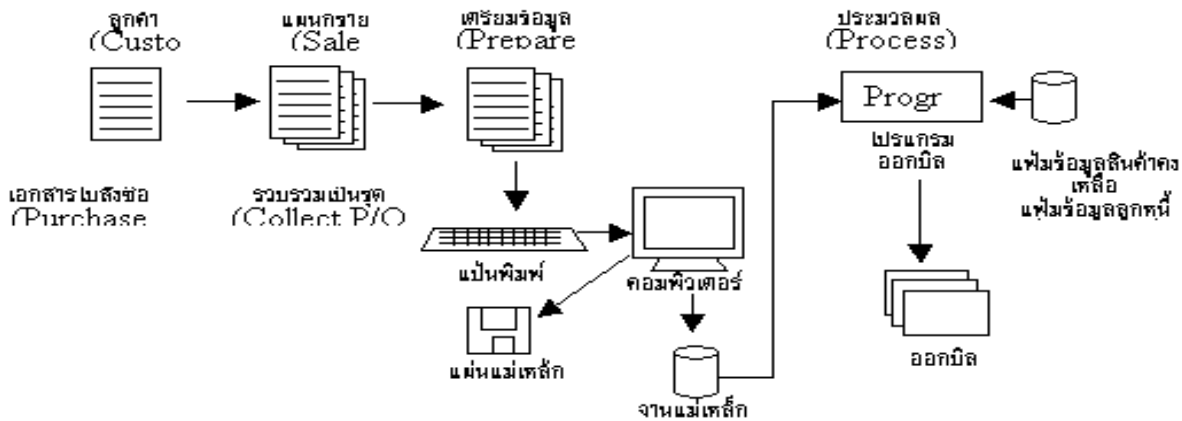 ลูกค้า
(Custo
แผนกขาย
(Sale
เตรียมข้อมูล
(Prepare
ประมวลผล
(Process)
Progr
โปรแกรม
ออกบิล
แฟ้มข้อมูลสินค้าคง
เหลือ
แฟ้มข้อมูลลูกหนี้
เอกสารใบสั่งซื้อ
(Purchase
รวบรวมเป็นชุด
(Collect P/O
แป้นพิมพ์
คอมพิวเตอร์
แผ่นแม่เหล็ก
จานแม่เหล็ก
ออกบิล